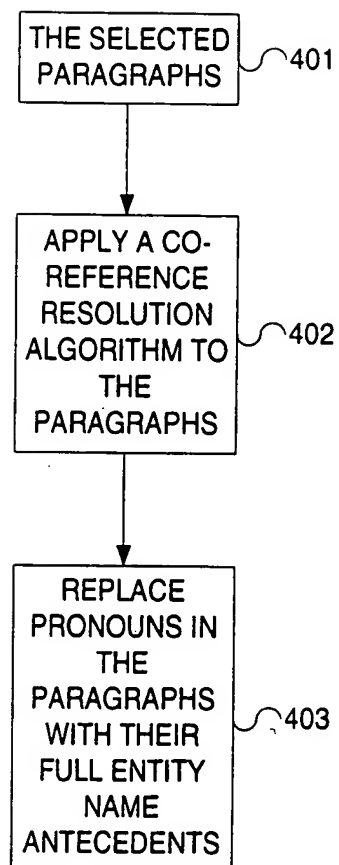 THE SELECTED
PARAGRAPHS
401
APPLY A CO-
REFERENCE
RESOLUTION
ALGORITHM TO
THE
PARAGRAPHS
402
REPLACE
PRONOUNS IN
THE
PARAGRAPHS
WITH THEIR
FULL ENTITY
NAME
ANTECEDENTS
403